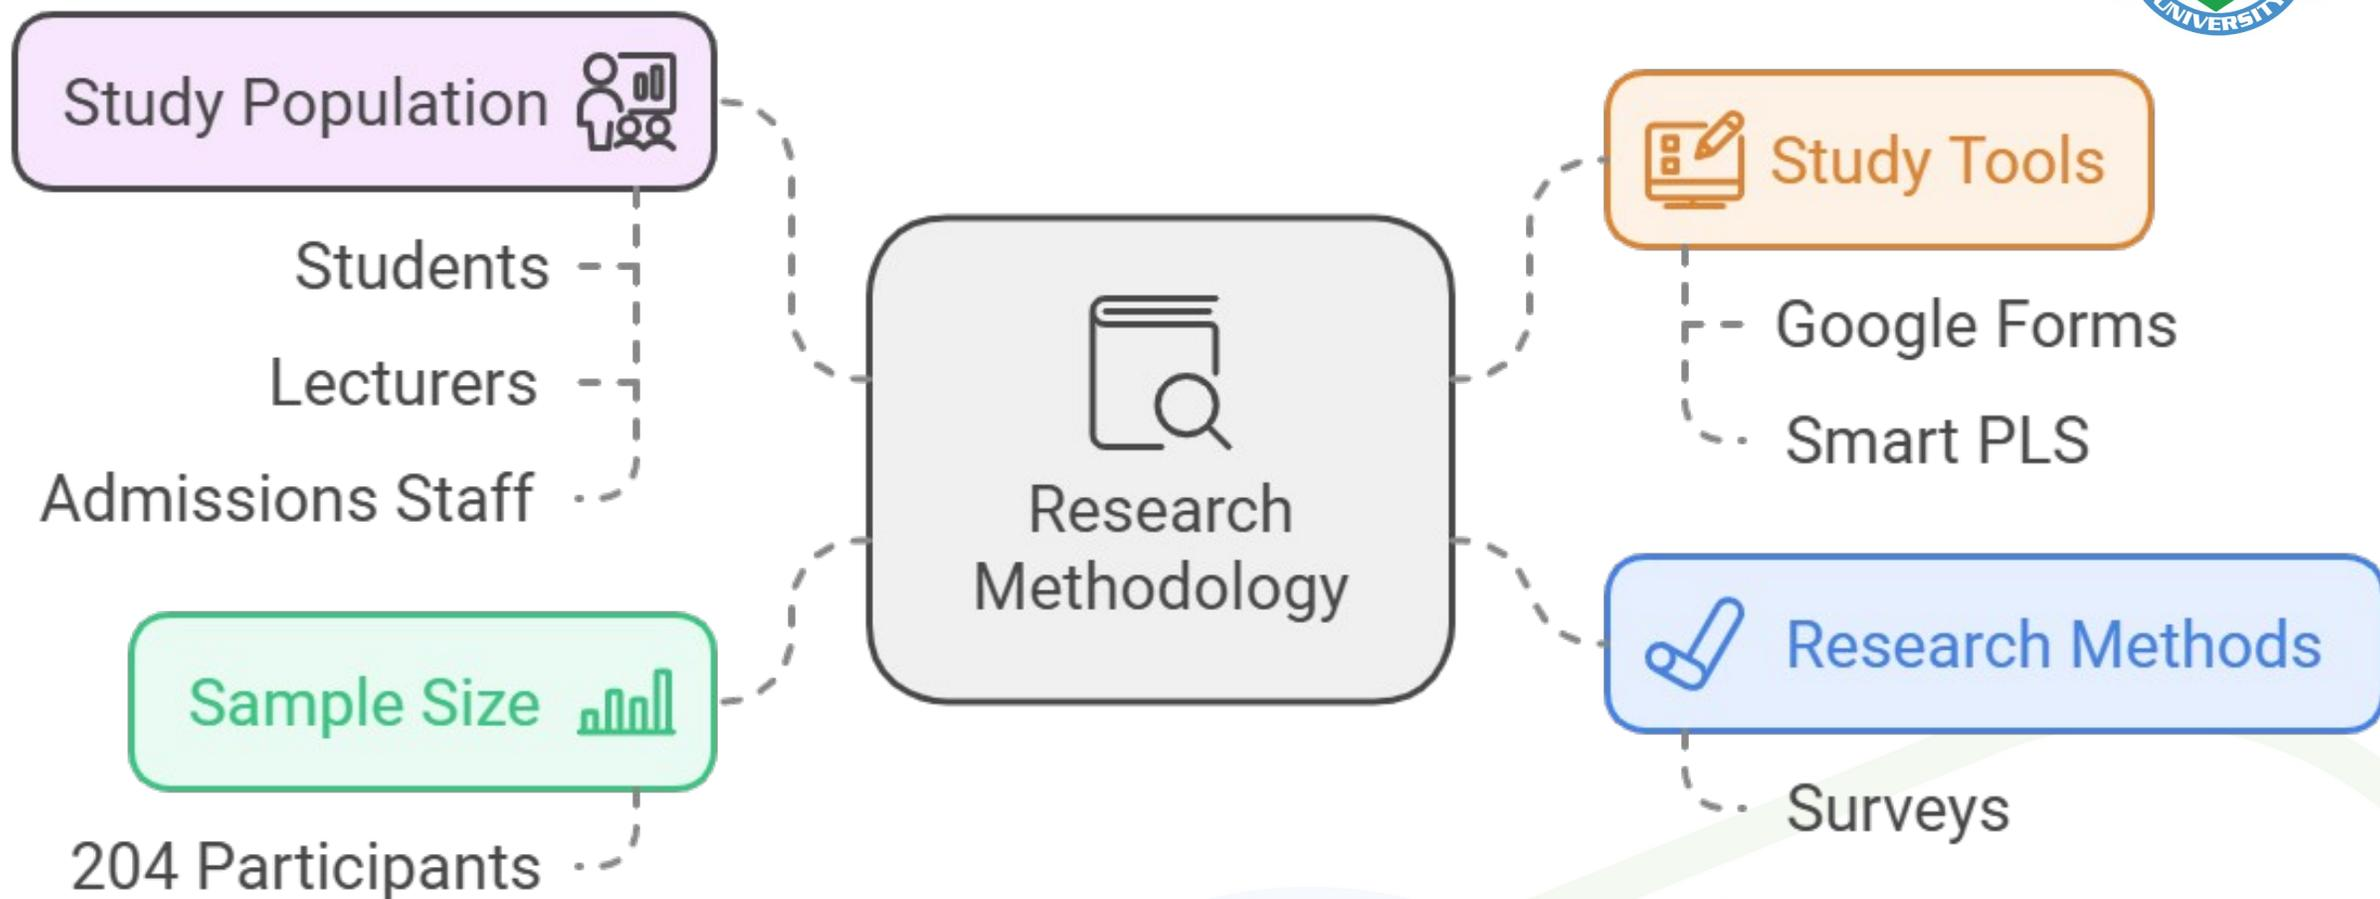 UNIVERSITY
Study Population
Students
Lecturers
Admissions Staff
Sample Size
204 Participants
Research
Methodology
Study Tools
Google Forms
Smart PLS
Research Methods
Surveys